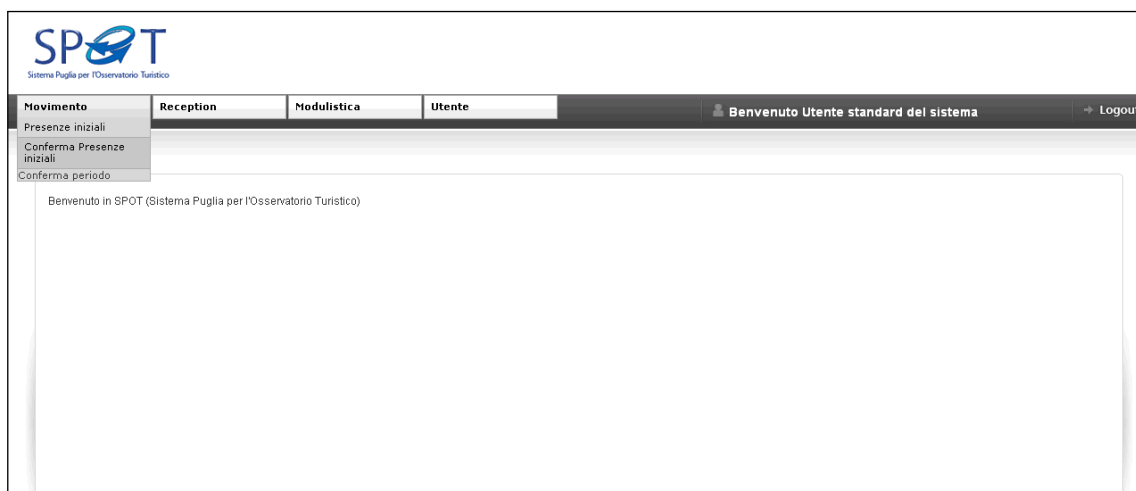 SPOT
Sistema Puglia per l'Osservatorio Turistico
Movimento Reception Modulistica Utente Benvenuto Utente standard del sistema Logout
Presenze iniziali
Conferma Presenze
iniziali
Conferma periodo
Benvenuto in SPOT (Sistema Puglia per l'Osservatorio Turistico)